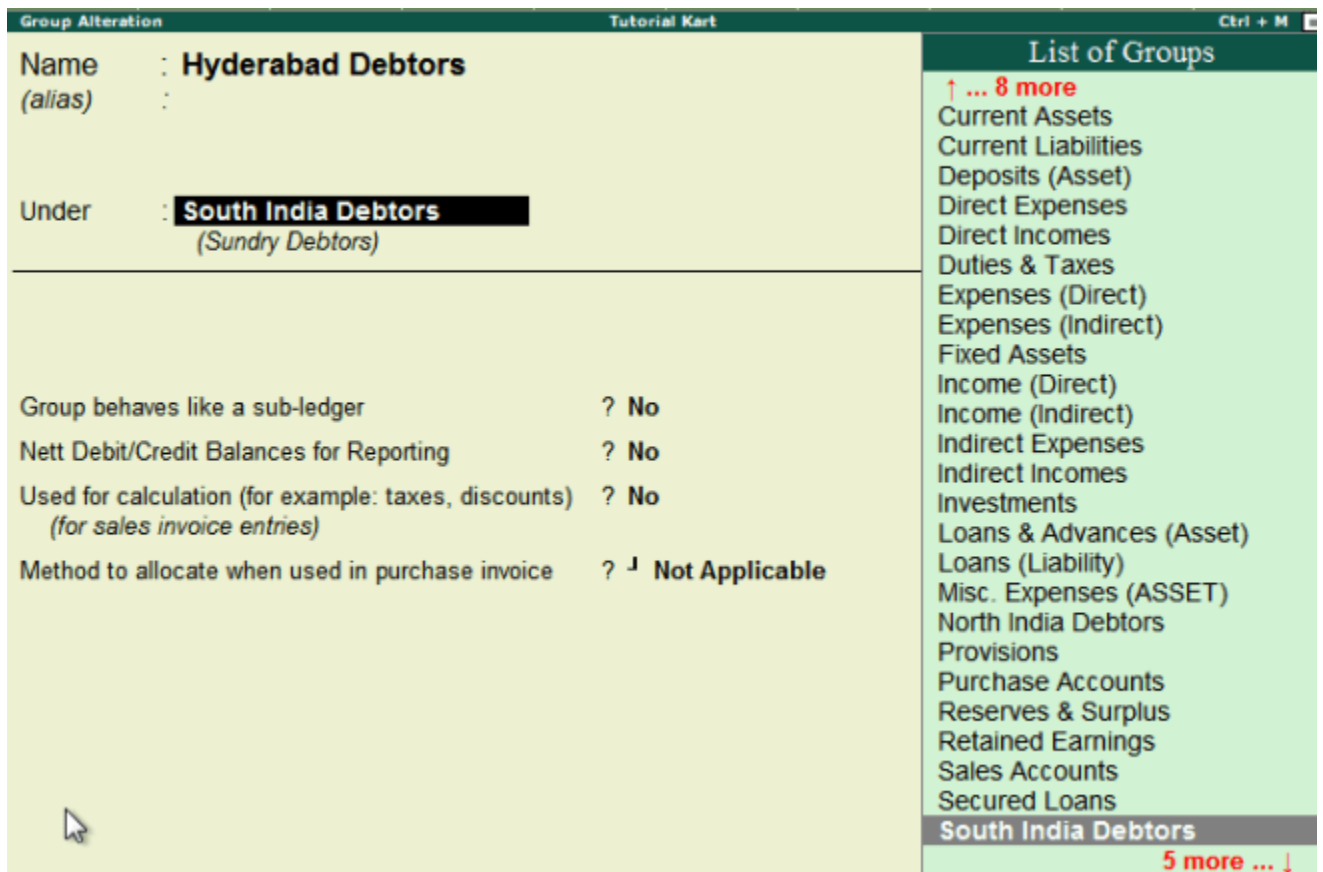 Group Alteration Tutorial Kart Ctrl + M
Name : Hyderabad Debtors
(alias) :
Under : South India Debtors
(Sundry Debtors)
Group behaves like a sub-ledger ? No
Nett Debit/Credit Balances for Reporting ? No
Used for calculation (for example: taxes, discounts) ? No
(for sales invoice entries)
Method to allocate when used in purchase invoice ? ┘ Not Applicable
List of Groups
↑ ... 8 more
Current Assets
Current Liabilities
Deposits (Asset)
Direct Expenses
Direct Incomes
Duties & Taxes
Expenses (Direct)
Expenses (Indirect)
Fixed Assets
Income (Direct)
Income (Indirect)
Indirect Expenses
Indirect Incomes
Investments
Loans & Advances (Asset)
Loans (Liability)
Misc. Expenses (ASSET)
North India Debtors
Provisions
Purchase Accounts
Reserves & Surplus
Retained Earnings
Sales Accounts
Secured Loans
South India Debtors
5 more ... ↓